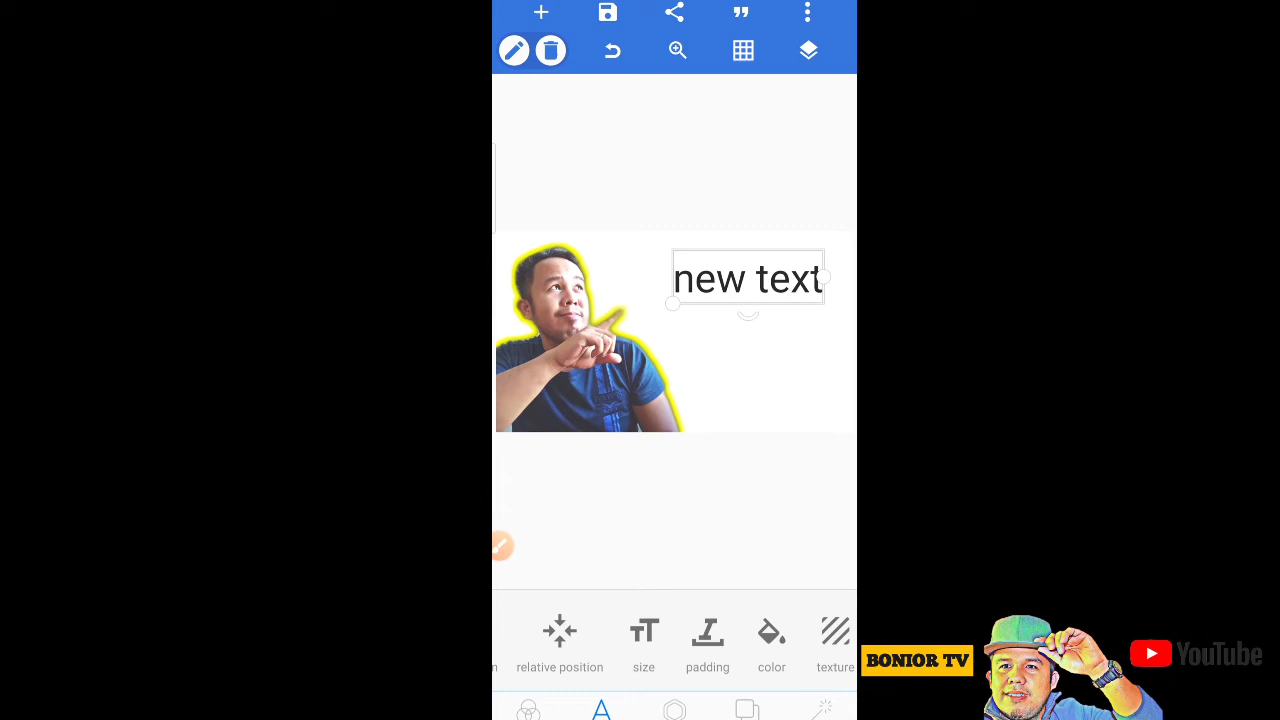 new text
n
relative position
size
padding
color
texture
BONIOR TV
YouTube